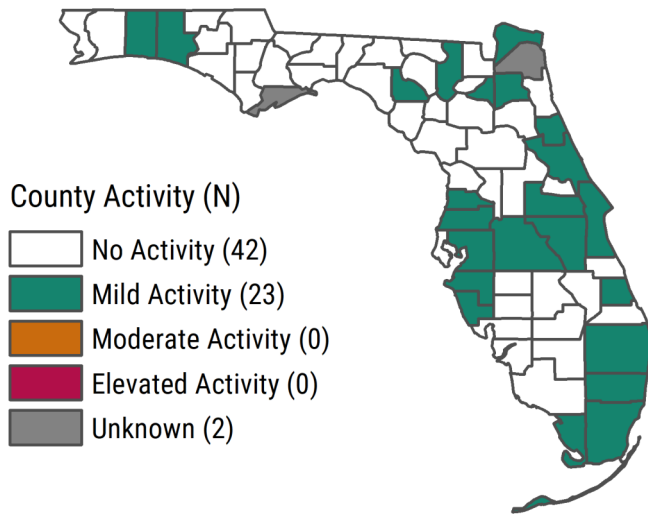 County Activity (N)
No Activity (42)
Mild Activity (23)
Moderate Activity (0)
Elevated Activity (0)
Unknown (2)